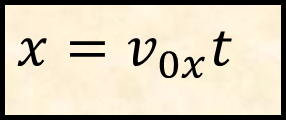 x = v₀ₓt